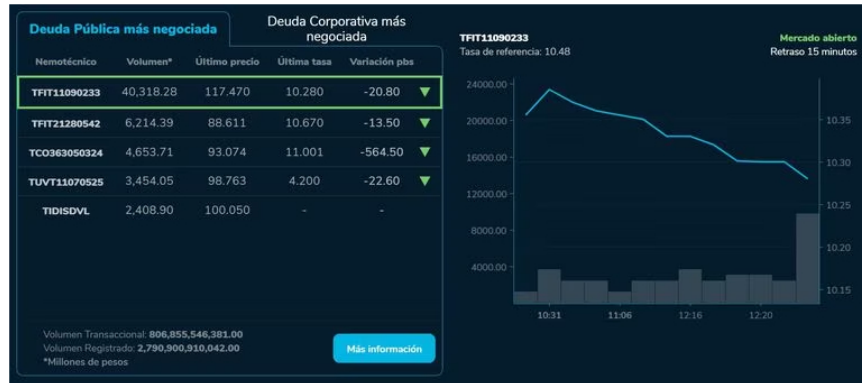 Deuda Pública más negociada
Deuda Corporativa más
negociada
Nemotécnico Volumen* Último precio Última tasa Variación pbs
TFIT11090233 40,318.28 117.470 10.280 -20.80
TFIT21280542 6,214.39 88.611 10.670 -13.50
TCO363050324 4,653.71 93.074 11.001 -564.50
TUVT11070525 3,454.05 98.763 4.200 -22.60
TIDISDVL 2,408.90 100.050 - -
Volumen Transaccional: 806,855,546,381.00
Volumen Registrado: 2,790,900,910,042.00
*Millones de pesos
Más información
TFIT11090233 Mercado abierto
Tasa de referencia: 10.48 Retraso 15 minutos
24000.00
20000.00 10.35
16000.00 10.30
12000.00 10.25
8000.00 10.20
4000.00 10.15
10:31 11:06 12:16 12:20